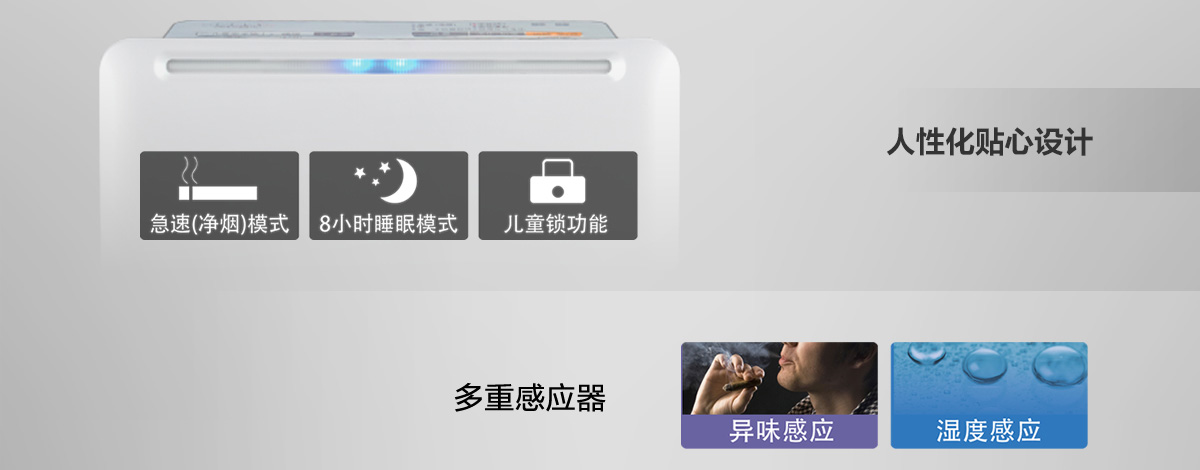 人性化贴心设计
急速(净烟)模式
8小时睡眠模式
儿童锁功能
多重感应器
异味感应
湿度感应